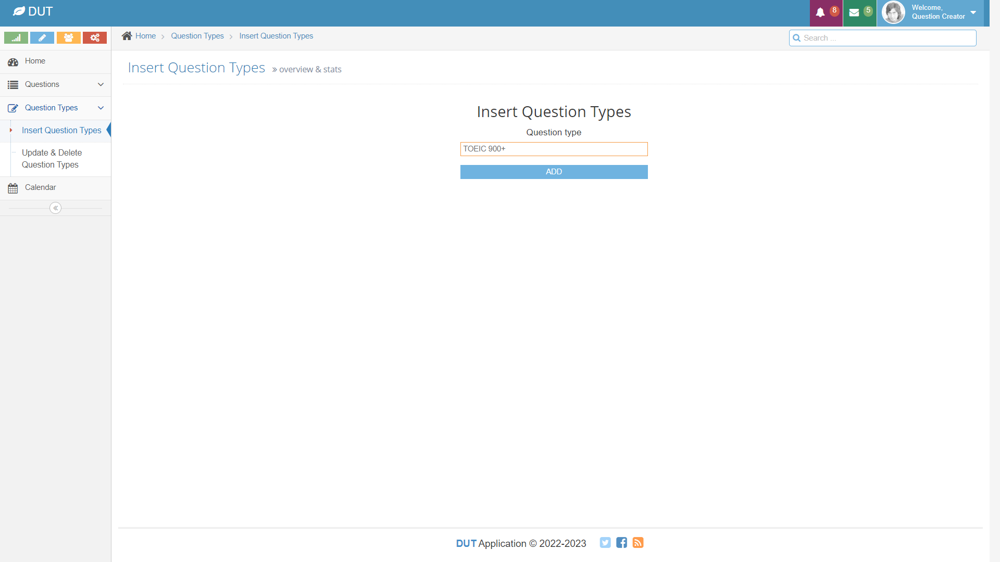 DUT
8
5
Welcome,
Question Creator
Home
Question Types
Insert Question Types
Search ...
Home
Questions
Question Types
Insert Question Types
Update & Delete
Question Types
Calendar
Insert Question Types » overview & stats
Insert Question Types
Question type
TOEIC 900+
ADD
DUT Application © 2022-2023